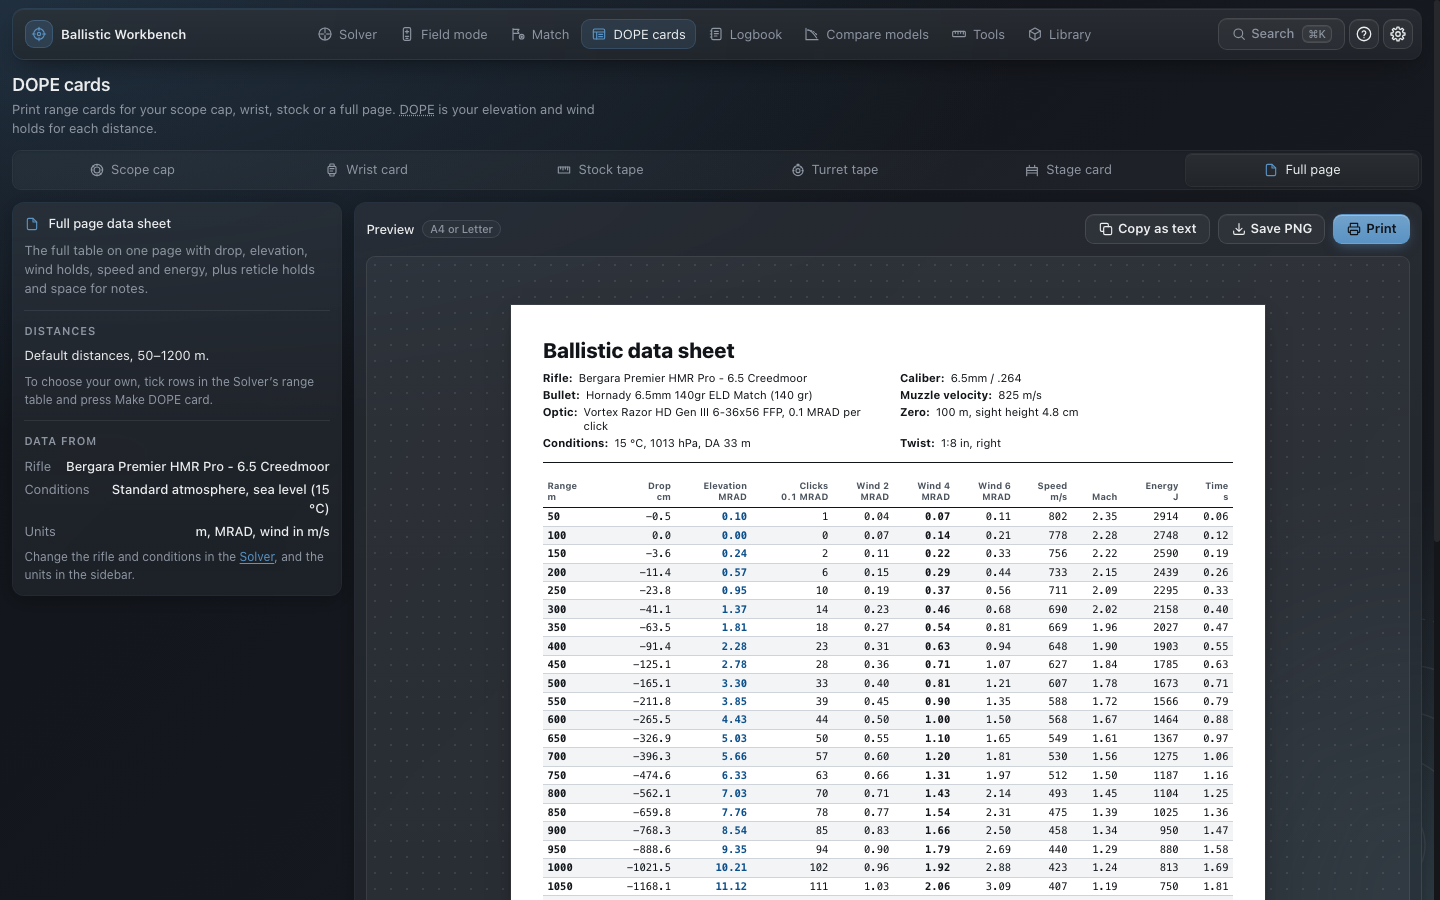 Ballistic Workbench
Solver
Field mode
Match
DOPE cards
Logbook
Compare models
Tools
Library
Search ⌘K
DOPE cards
Print range cards for your scope cap, wrist, stock or a full page. DOPE is your elevation and wind
holds for each distance.
Scope cap
Wrist card
Stock tape
Turret tape
Stage card
Full page
Full page data sheet
The full table on one page with drop, elevation,
wind holds, speed and energy, plus reticle holds
and space for notes.
DISTANCES
Default distances, 50–1200 m.
To choose your own, tick rows in the Solver's range
table and press Make DOPE card.
DATA FROM
Rifle Bergara Premier HMR Pro - 6.5 Creedmoor
Conditions Standard atmosphere, sea level (15
°C)
Units m, MRAD, wind in m/s
Change the rifle and conditions in the Solver, and the
units in the sidebar.
Preview A4 or Letter
Copy as text
Save PNG
Print
Ballistic data sheet
Rifle: Bergara Premier HMR Pro - 6.5 Creedmoor Caliber: 6.5mm / .264
Bullet: Hornady 6.5mm 140gr ELD Match (140 gr) Muzzle velocity: 825 m/s
Optic: Vortex Razor HD Gen III 6-36x56 FFP, 0.1 MRAD per Zero: 100 m, sight height 4.8 cm
click
Conditions: 15 °C, 1013 hPa, DA 33 m Twist: 1:8 in, right
Range Drop Elevation Clicks Wind 2 Wind 4 Wind 6 Speed Energy Time
m cm MRAD 0.1 MRAD MRAD MRAD MRAD m/s Mach J s
50 −0.5 0.10 1 0.04 0.07 0.11 802 2.35 2914 0.06
100 0.0 0.00 0 0.07 0.14 0.21 778 2.28 2748 0.12
150 −3.6 0.24 2 0.11 0.22 0.33 756 2.22 2590 0.19
200 −11.4 0.57 6 0.15 0.29 0.44 733 2.15 2439 0.26
250 −23.8 0.95 10 0.19 0.37 0.56 711 2.09 2295 0.33
300 −41.1 1.37 14 0.23 0.46 0.68 690 2.02 2158 0.40
350 −63.5 1.81 18 0.27 0.54 0.81 669 1.96 2027 0.47
400 −91.4 2.28 23 0.31 0.63 0.94 648 1.90 1903 0.55
450 −125.1 2.78 28 0.36 0.71 1.07 627 1.84 1785 0.63
500 −165.1 3.30 33 0.40 0.81 1.21 607 1.78 1673 0.71
550 −211.8 3.85 39 0.45 0.90 1.35 588 1.72 1566 0.79
600 −265.5 4.43 44 0.50 1.00 1.50 568 1.67 1464 0.88
650 −326.9 5.03 50 0.55 1.10 1.65 549 1.61 1367 0.97
700 −396.3 5.66 57 0.60 1.20 1.81 530 1.56 1275 1.06
750 −474.6 6.33 63 0.66 1.31 1.97 512 1.50 1187 1.16
800 −562.1 7.03 70 0.71 1.43 2.14 493 1.45 1104 1.25
850 −659.8 7.76 78 0.77 1.54 2.31 475 1.39 1025 1.36
900 −768.3 8.54 85 0.83 1.66 2.50 458 1.34 950 1.47
950 −888.6 9.35 94 0.90 1.79 2.69 440 1.29 880 1.58
1000 −1021.5 10.21 102 0.96 1.92 2.88 423 1.24 813 1.69
1050 −1168.1 11.12 111 1.03 2.06 3.09 407 1.19 750 1.81